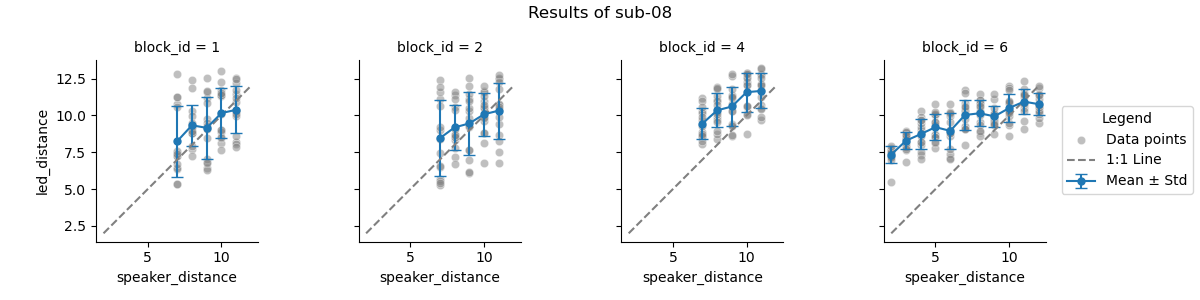 Results of sub-08
block_id = 1
block_id = 2
block_id = 4
block_id = 6
led_distance
12.5
10.0
7.5
5.0
2.5
5 10
5 10
5 10
5 10
speaker_distance
speaker_distance
speaker_distance
speaker_distance
Legend
Data points
1:1 Line
Mean ± Std